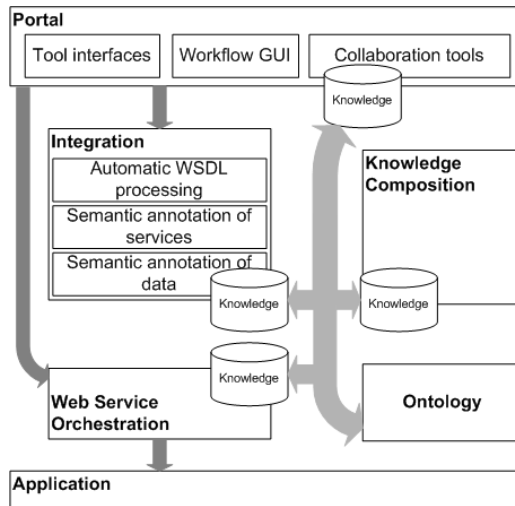 Portal
Tool interfaces
Workflow GUI
Collaboration tools
Knowledge
Integration
Automatic WSDL
processing
Semantic annotation of
services
Semantic annotation of
data
Knowledge
Knowledge
Composition
Knowledge
Knowledge
Web Service
Orchestration
Ontology
Application